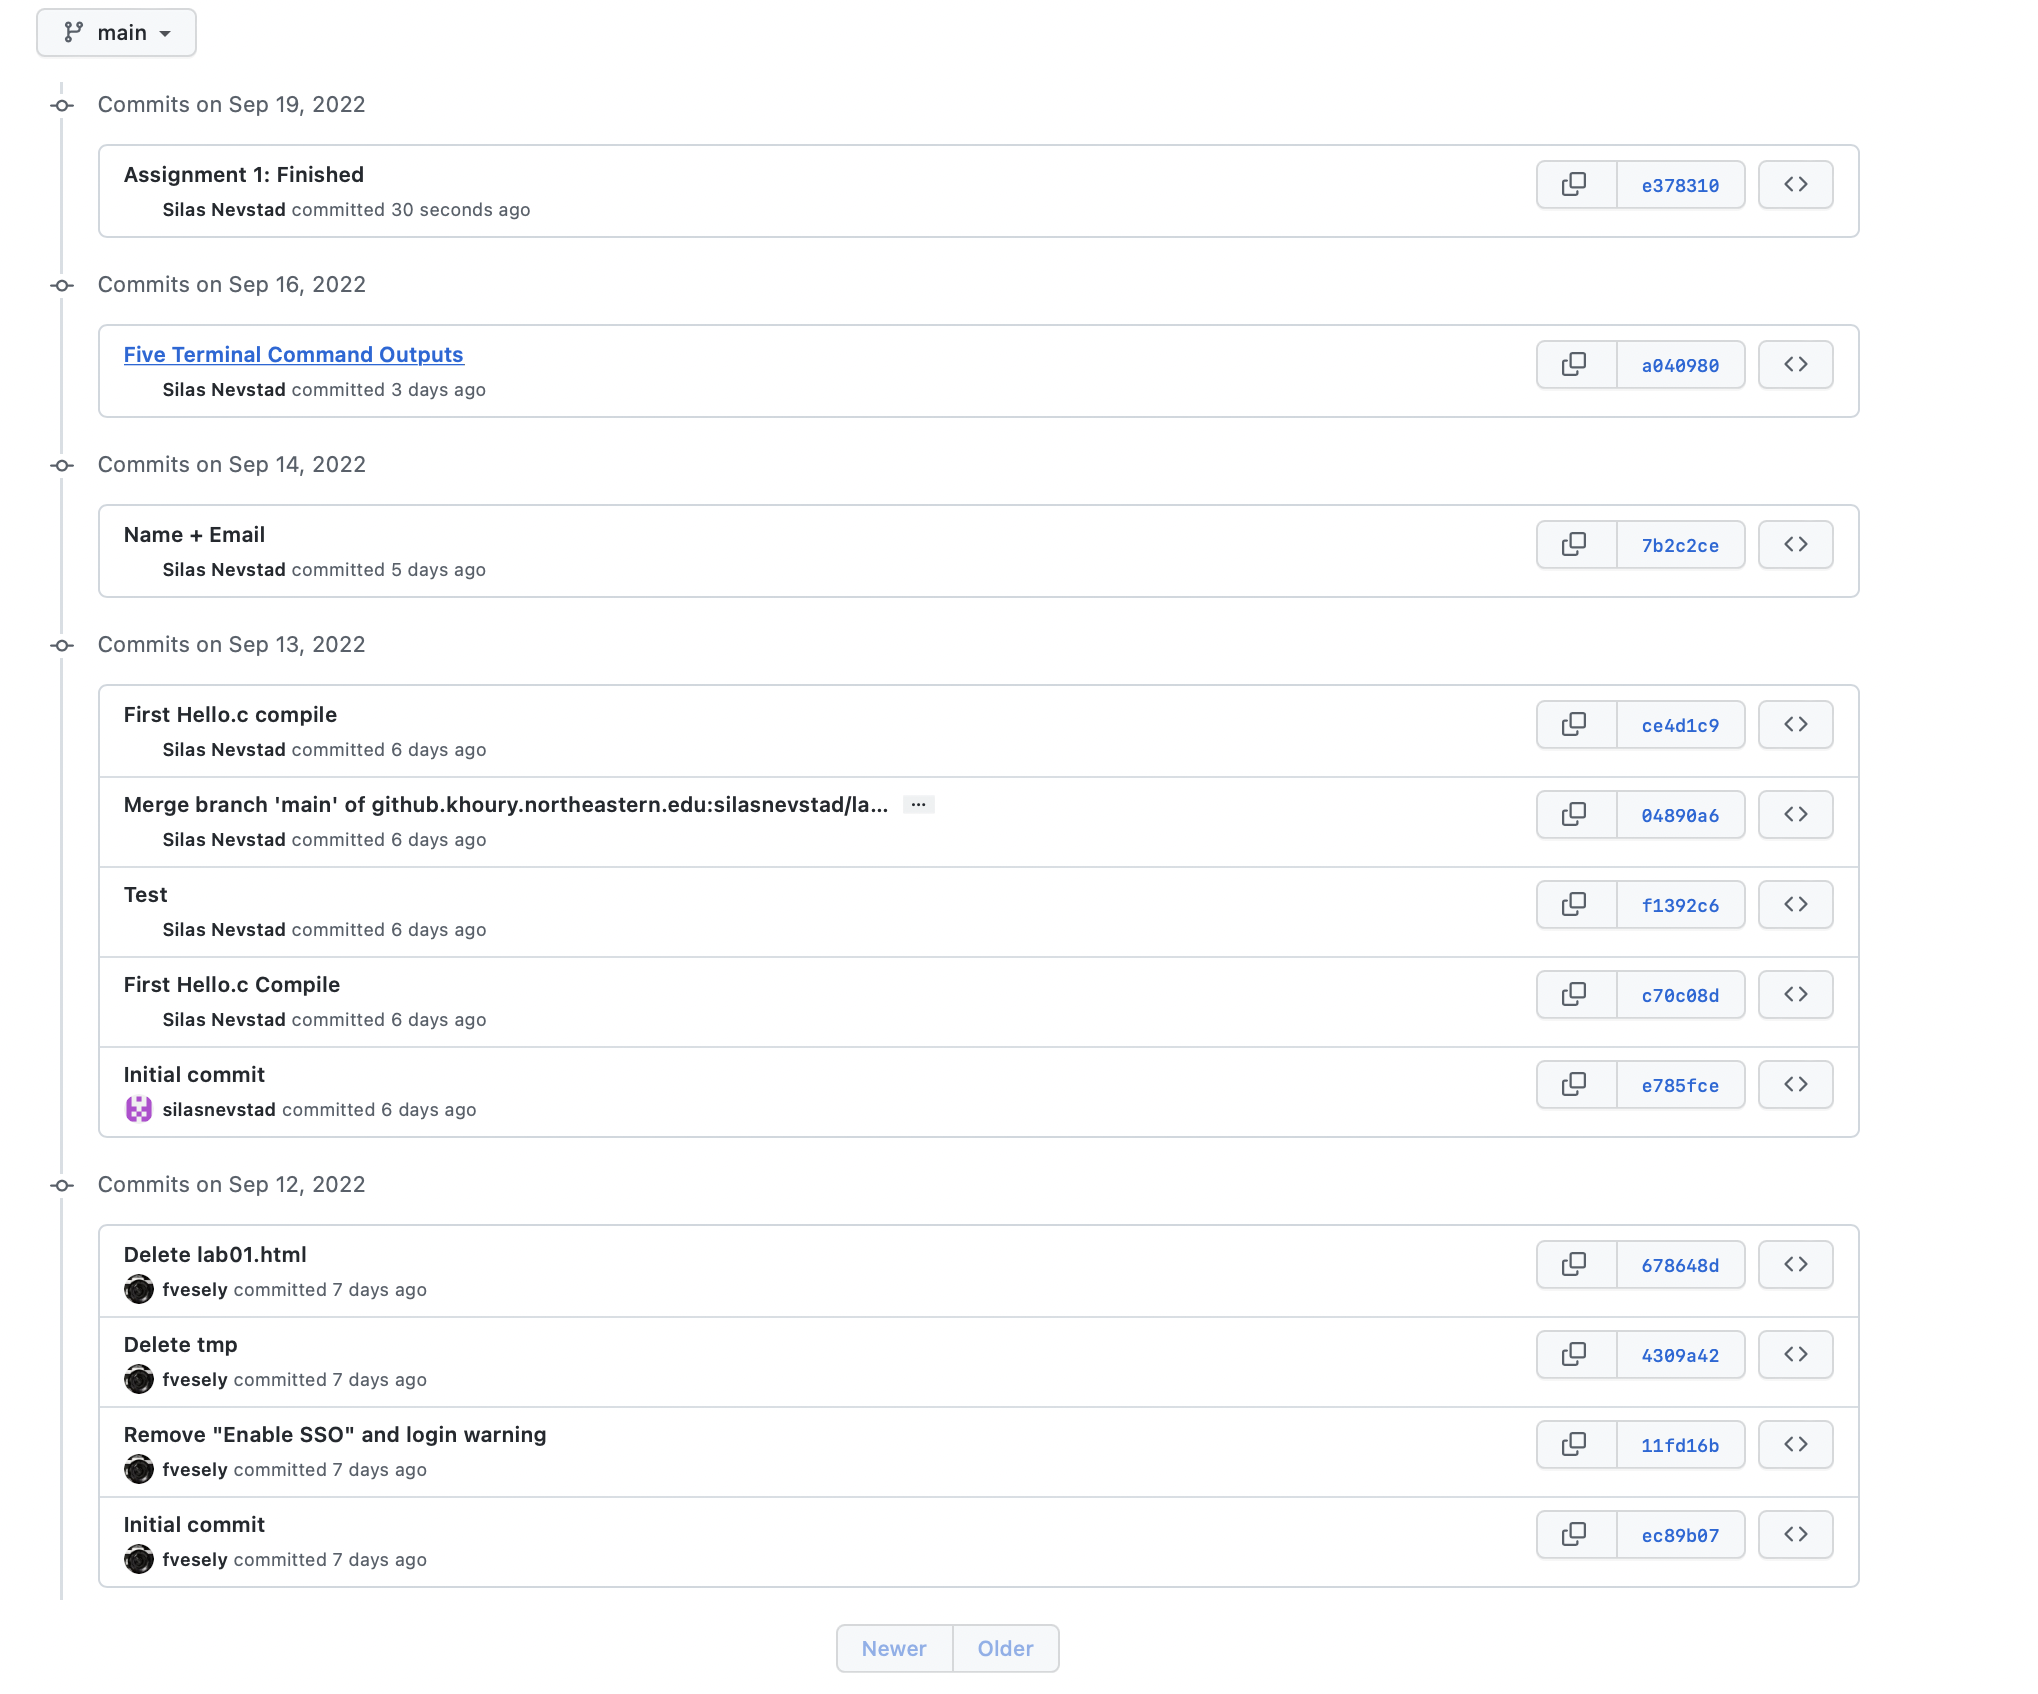 main
Commits on Sep 19, 2022
Assignment 1: Finished
e378310
Silas Nevstad committed 30 seconds ago
Commits on Sep 16, 2022
Five Terminal Command Outputs
a040980
Silas Nevstad committed 3 days ago
Commits on Sep 14, 2022
Name + Email
7b2c2ce
Silas Nevstad committed 5 days ago
Commits on Sep 13, 2022
First Hello.c compile
ce4d1c9
Silas Nevstad committed 6 days ago
Merge branch 'main' of github.khoury.northeastern.edu:silasnevstad/la... …
04890a6
Silas Nevstad committed 6 days ago
Test
f1392c6
Silas Nevstad committed 6 days ago
First Hello.c Compile
c70c08d
Silas Nevstad committed 6 days ago
Initial commit
e785fce
silasnevstad committed 6 days ago
Commits on Sep 12, 2022
Delete lab01.html
678648d
fvesely committed 7 days ago
Delete tmp
4309a42
fvesely committed 7 days ago
Remove "Enable SSO" and login warning
11fd16b
fvesely committed 7 days ago
Initial commit
ec89b07
fvesely committed 7 days ago
Newer Older